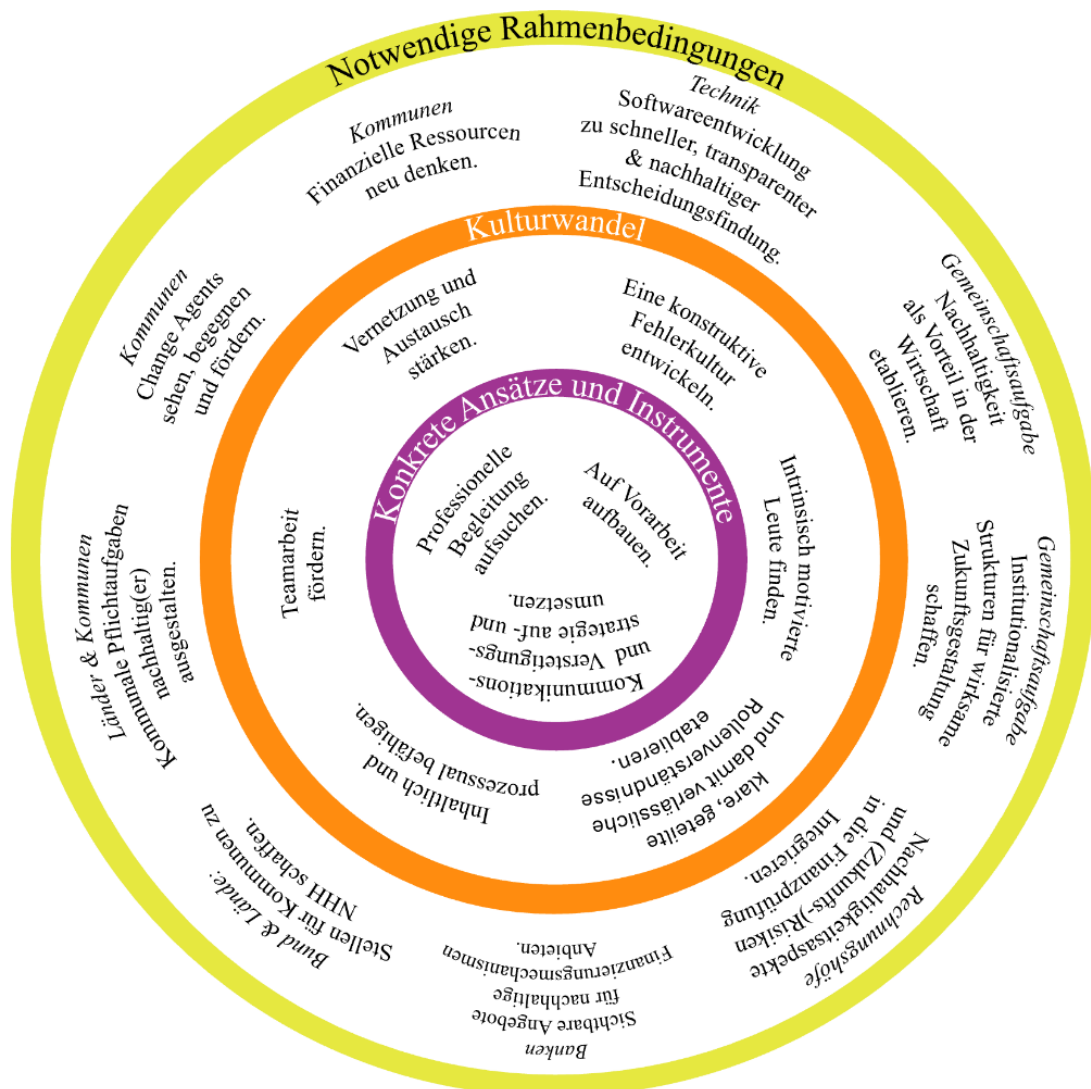 Notwendige Rahmenbedingungen
Kommunen
Finanzielle Ressourcen
neu denken.
Technik
Softwareentwicklung
zu schneller, transparenter
& nachhaltiger
Entscheidungsfindung.
Gemeinschaftsaufgabe
Nachhaltigkeit
als Vorteil in der
Wirtschaft
etablieren.
Gemeinschaftsaufgabe
Institutionalisierte
Strukturen für wirksame
Zukunftsgestaltung
schaffen.
Rechnungshöfe
Nachhaltigkeitsaspekte
und (Zukunfts-)Risiken
in die Finanzprüfung
Integrieren.
Banken
Sichtbare Angebote
für nachhaltige
Finanzierungsmechanismen
Anbieten.
Bund & Lände:
Stellen für Kommunen zu
NHH schaffen.
Länder & Kommunen
Kommunale Pflichtaufgaben
nachhaltig(er)
ausgestalten.
Kommunen
Change Agents
sehen, begegnen
und fördern.
Kulturwandel
Vernetzung und
Austausch
stärken.
Eine konstruktive
Fehlerkultur
entwickeln.
Intrinsisch motivierte
Leute finden.
klare, geteilte
und damit verlässliche
Rollenverständnisse
etablieren.
Inhaltlich und
prozessual befähigen.
Teamarbeit
fördern.
Konkrete Ansätze und Instrumente
Professionelle
Begleitung
aufsuchen.
Auf Vorarbeit
aufbauen.
Kommunikations-
und Verstetigungs-
strategie auf- und
umsetzen.